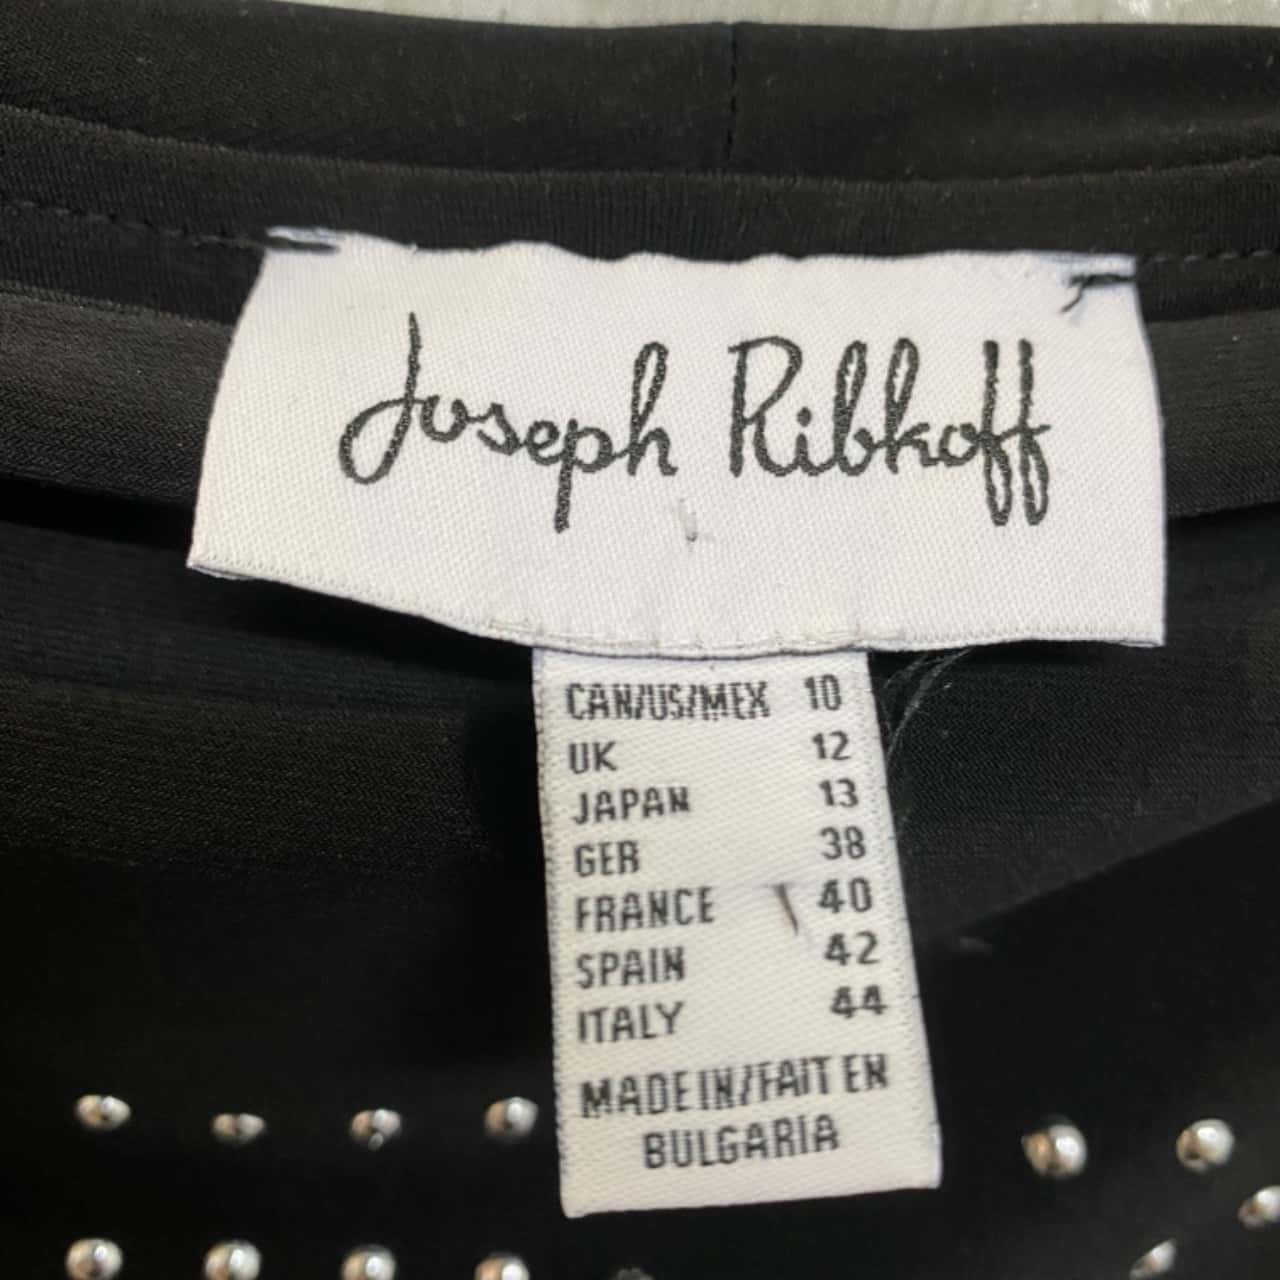 Joseph Ribkoff
CAN/US/MEX 10
UK 12
JAPAN 13
GER 38
FRANCE 40
SPAIN 42
ITALY 44
MADE IN/FAIT EN
BULGARIA